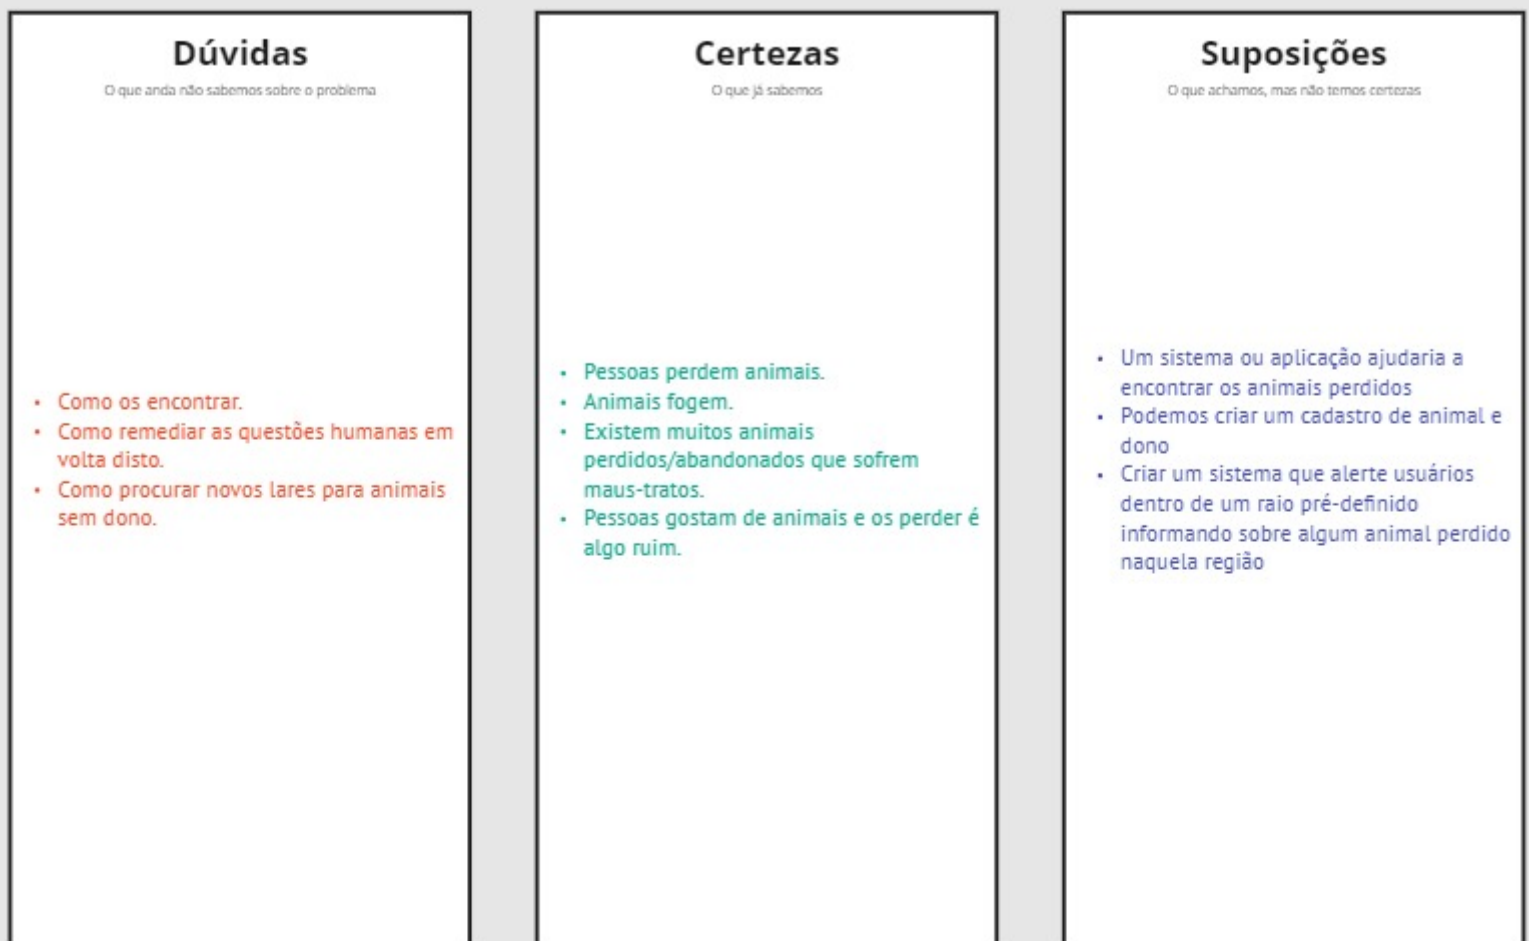 Dúvidas
O que anda não sabemos sobre o problema
• Como os encontrar.
• Como remediar as questões humanas em
volta disto.
• Como procurar novos lares para animais
sem dono.
Certezas
O que já sabemos
• Pessoas perdem animais.
• Animais fogem.
• Existem muitos animais
perdidos/abandonados que sofrem
maus-tratos.
• Pessoas gostam de animais e os perder é
algo ruim.
Suposições
O que achamos, mas não temos certezas
• Um sistema ou aplicação ajudaria a
encontrar os animais perdidos
• Podemos criar um cadastro de animal e
dono
• Criar um sistema que alerte usuários
dentro de um raio pré-definido
informando sobre algum animal perdido
naquela região